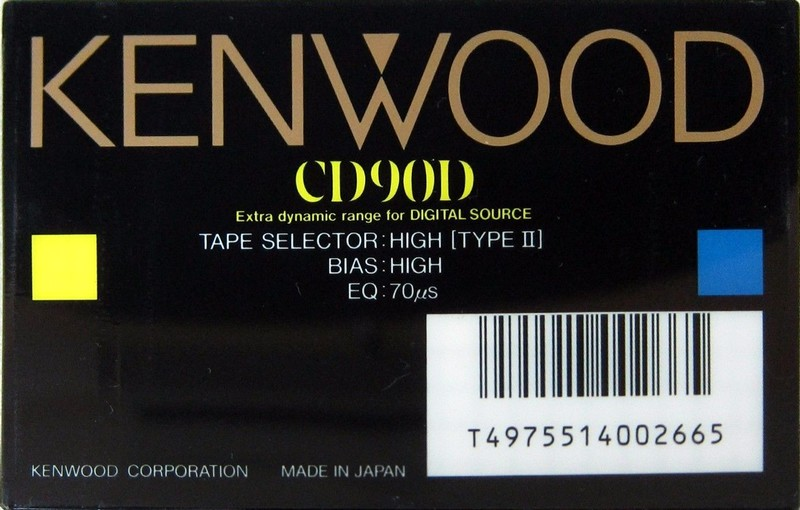 KENWOOD
CD90D
Extra dynamic range for DIGITAL SOURCE
TAPE SELECTOR:HIGH [TYPE II]
BIAS:HIGH
EQ:70μs
T4975514002665
KENWOOD CORPORATION MADE IN JAPAN